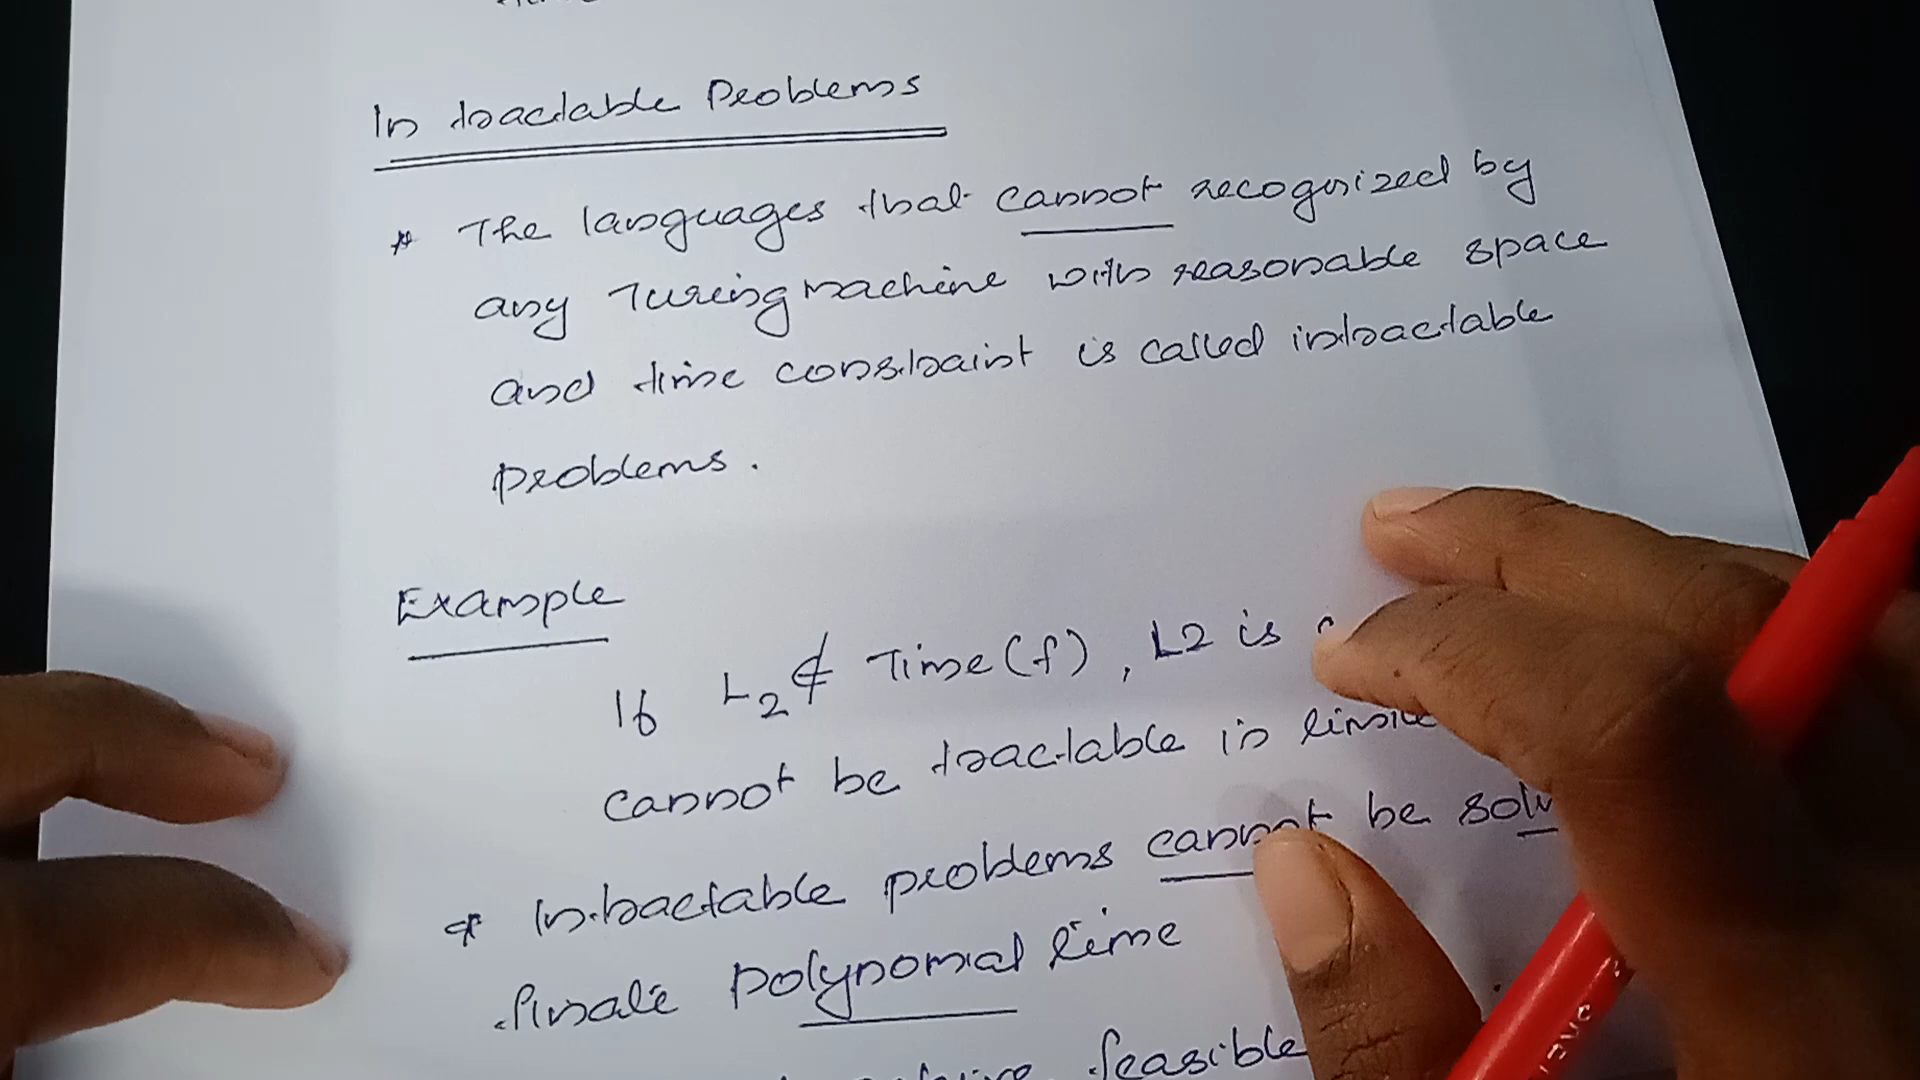 Intractable Problems
* The languages that cannot recognized by
any Turing machine with reasonable space
and time constraint is called intractable
problems.
Example
If L2 ∉ Time (f), L2 is
cannot be tractable in
* Intractable problems cannot be
finate Polynomial time
feasible